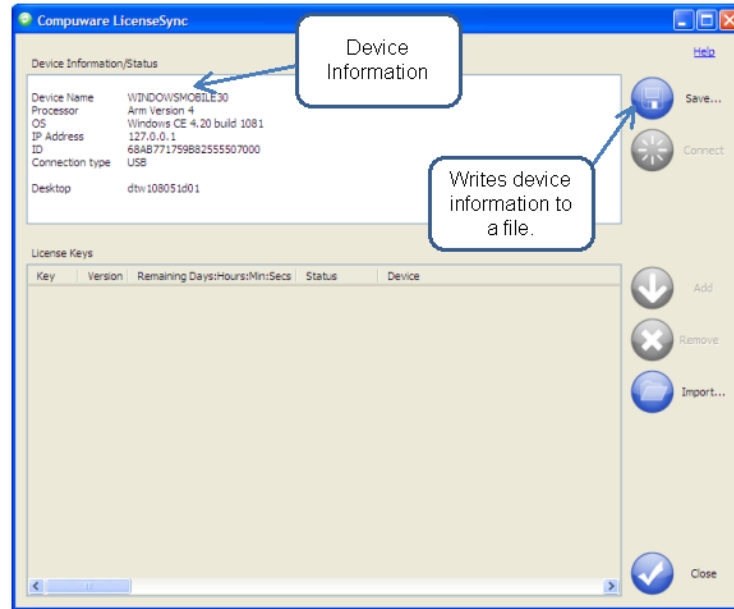 Compuware LicenseSync
Help
Device Information/Status
Device
Information
Device Name WINDOWSMOBILE30
Processor Arm Version 4
OS Windows CE 4.20 build 1081
IP Address 127.0.0.1
ID 68AB771759B82555507000
Connection type USB
Desktop dtw108051d01
Save...
Connect
Writes device
information to
a file.
License Keys
Key Version Remaining Days:Hours:Min:Secs Status Device
Add
Remove
Import...
Close